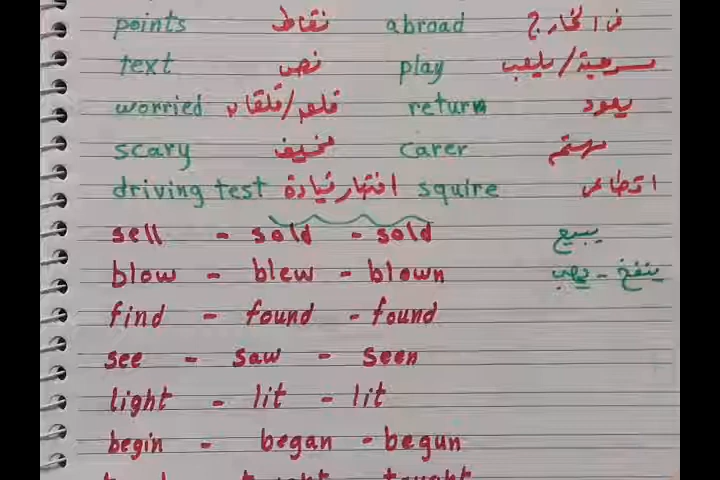 points نقاط abroad في الخارج
text نص play مسرحية/يلعب
worried قلق/قلقان return يعود
scary مخيف carer مهتم
driving test اختبار قيادة squire
sell - sold - sold يبيع
blow - blew - blown ينفخ - يهب
find - found - found
see - saw - seen
light - lit - lit
begin - began - begun